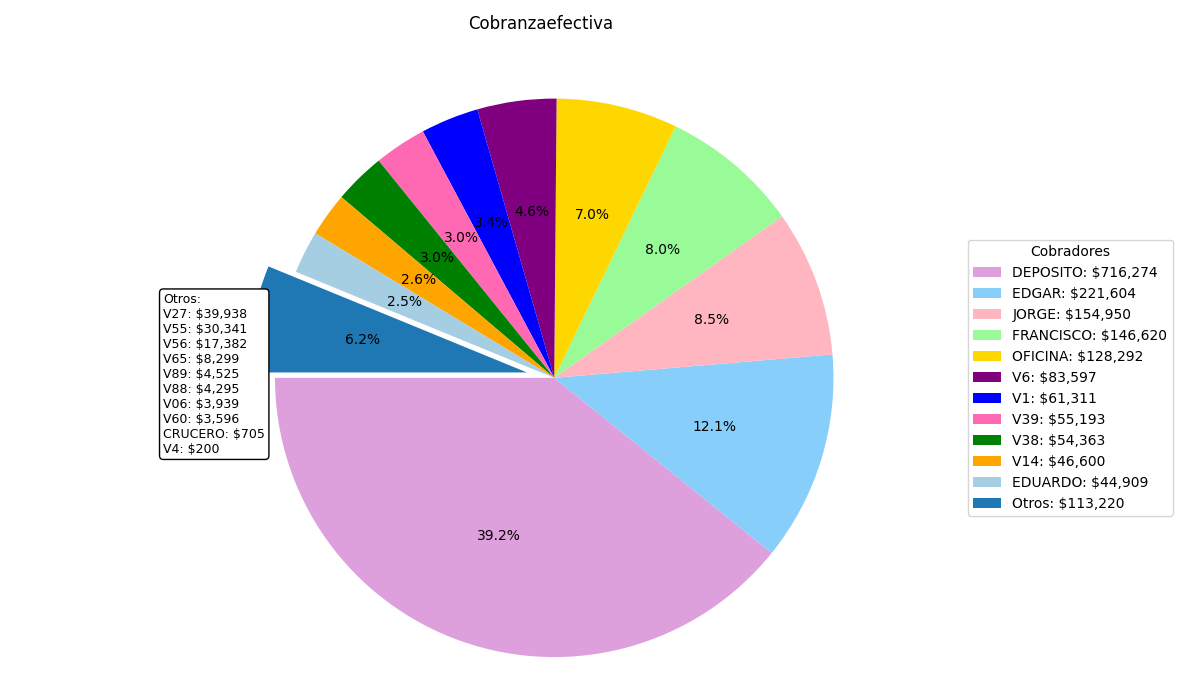 Cobranzaefectiva
4.6%
7.0%
3.4%
3.0%
8.0%
3.0%
2.6%
2.5%
8.5%
6.2%
12.1%
39.2%
Otros:
V27: $39,938
V55: $30,341
V56: $17,382
V65: $8,299
V89: $4,525
V88: $4,295
V06: $3,939
V60: $3,596
CRUCERO: $705
V4: $200
Cobradores
DEPOSITO: $716,274
EDGAR: $221,604
JORGE: $154,950
FRANCISCO: $146,620
OFICINA: $128,292
V6: $83,597
V1: $61,311
V39: $55,193
V38: $54,363
V14: $46,600
EDUARDO: $44,909
Otros: $113,220